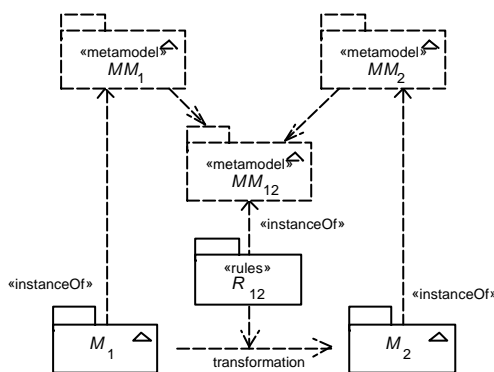 «metamodel»
MM1
«metamodel»
MM2
«metamodel»
MM12
«instanceOf»
«rules»
R12
«instanceOf»
«instanceOf»
M1
M2
transformation